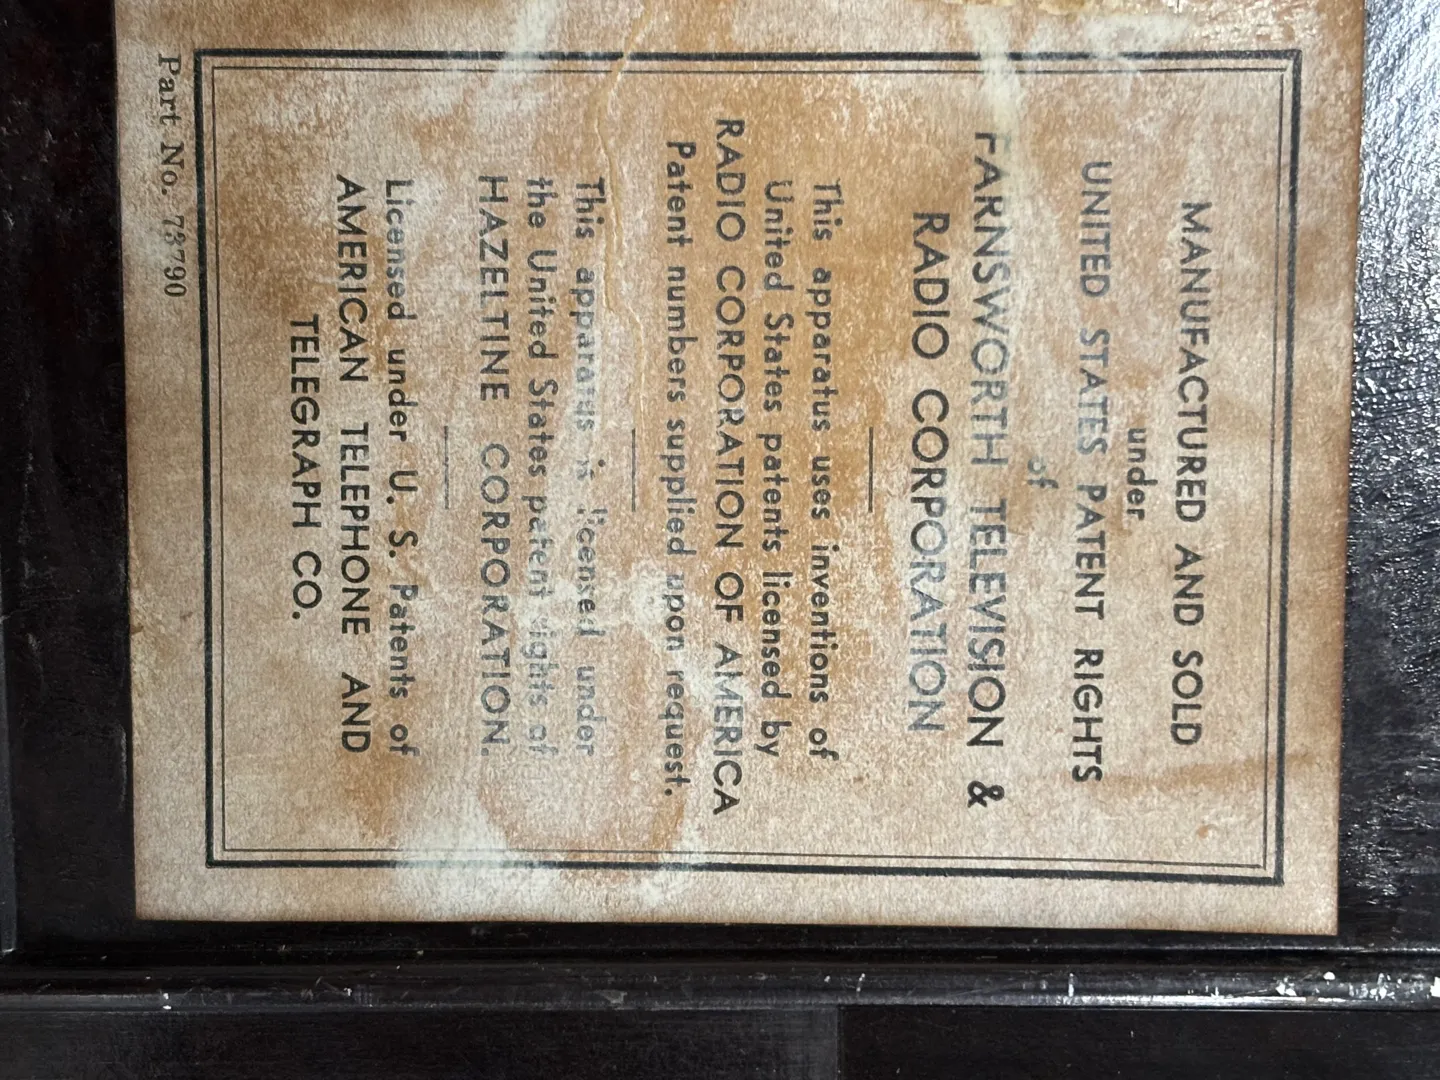 MANUFACTURED AND SOLD
under
UNITED STATES PATENT RIGHTS
of
FARNSWORTH TELEVISION &
RADIO CORPORATION
This apparatus uses inventions of
United States patents licensed by
RADIO CORPORATION OF AMERICA
Patent numbers supplied upon request.
This apparatus is licensed under
the United States patent rights of
HAZELTINE CORPORATION.
Licensed under U. S. Patents of
AMERICAN TELEPHONE AND
TELEGRAPH CO.
Part No. 73790